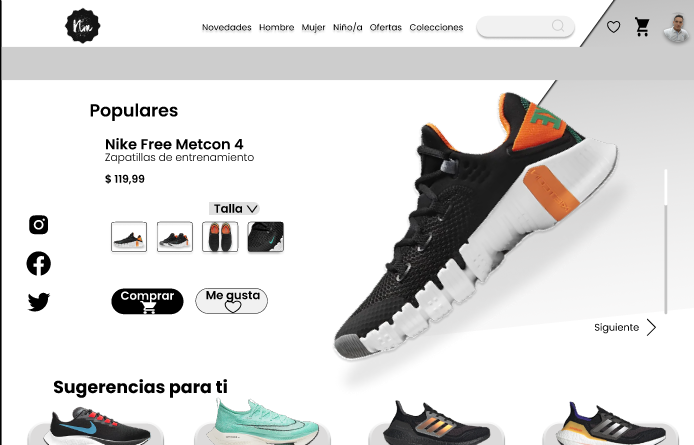 Novedades Hombre Mujer Niño/a Ofertas Colecciones
Populares
Nike Free Metcon 4
Zapatillas de entrenamiento
$ 119,99
Talla
Comprar
Me gusta
Siguiente
Sugerencias para ti